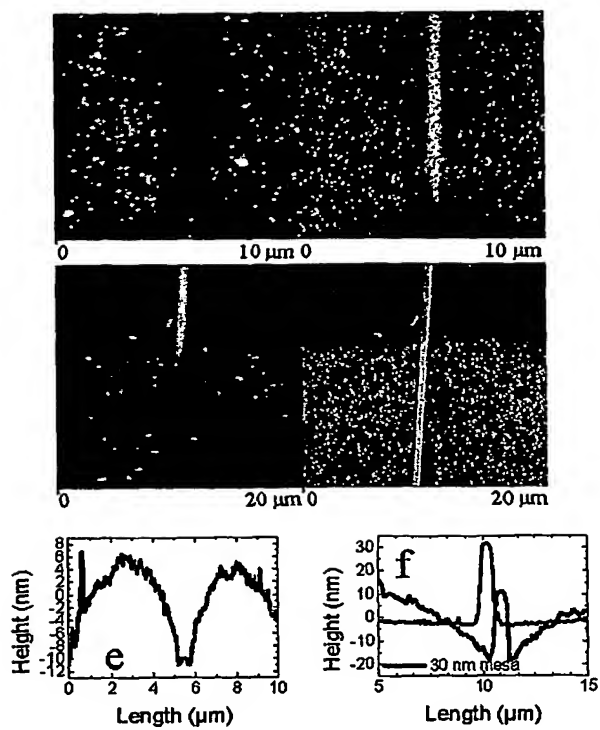 0 10 μm 0 10 μm
0 20 μm 0 20 μm
8
6
4
2
0
-2
-4
-6
-8
-10
-12
Height (nm)
e
0 2 4 6 8 10
Length (μm)
30
20
10
0
-10
-20
Height (nm)
f
30 nm mesa
5 10 15
Length (μm)